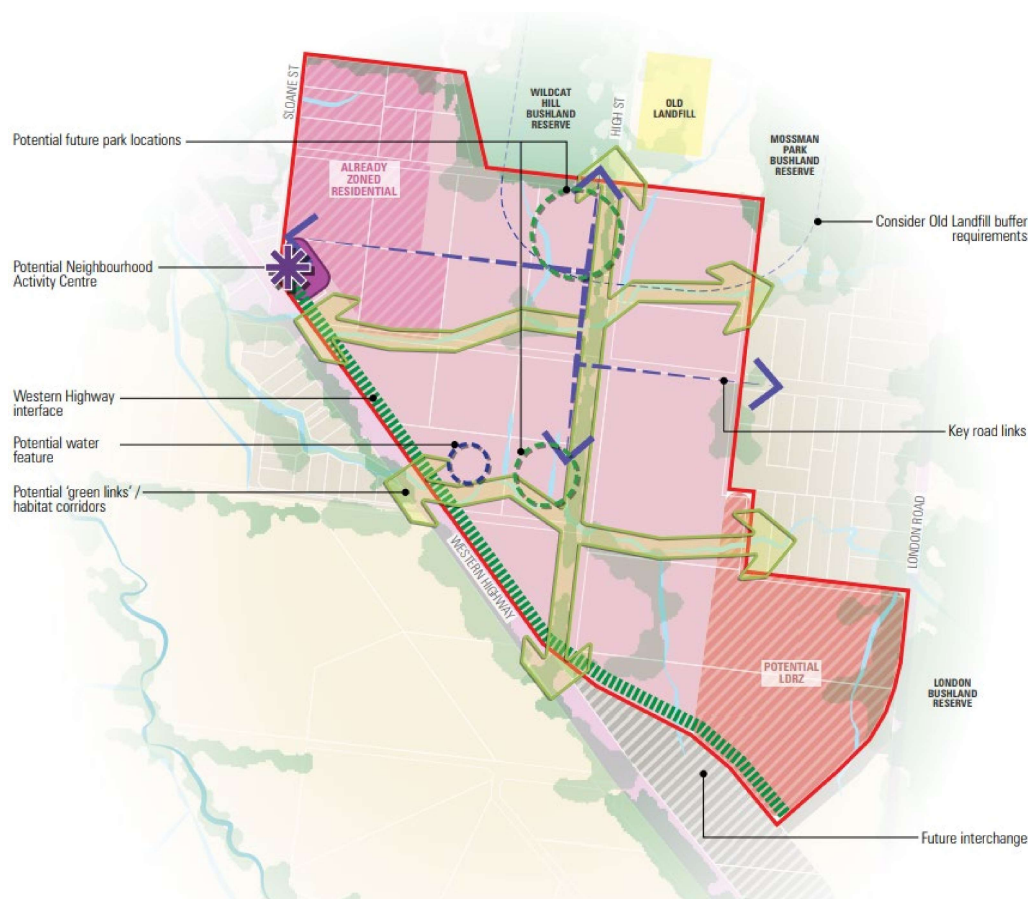 SLOANE ST
WILDCAT
HILL
BUSHLAND
RESERVE
HIGH ST
OLD
LANDFILL
MOSSMAN
PARK
BUSHLAND
RESERVE
Potential future park locations
ALREADY
ZONED
RESIDENTIAL
Consider Old Landfill buffer
requirements
Potential Neighbourhood
Activity Centre
Western Highway
interface
Potential water
feature
Key road links
Potential ‘green links’ /
habitat corridors
WESTERN HIGHWAY
LONDON ROAD
POTENTIAL
LDRZ
LONDON
BUSHLAND
RESERVE
Future interchange